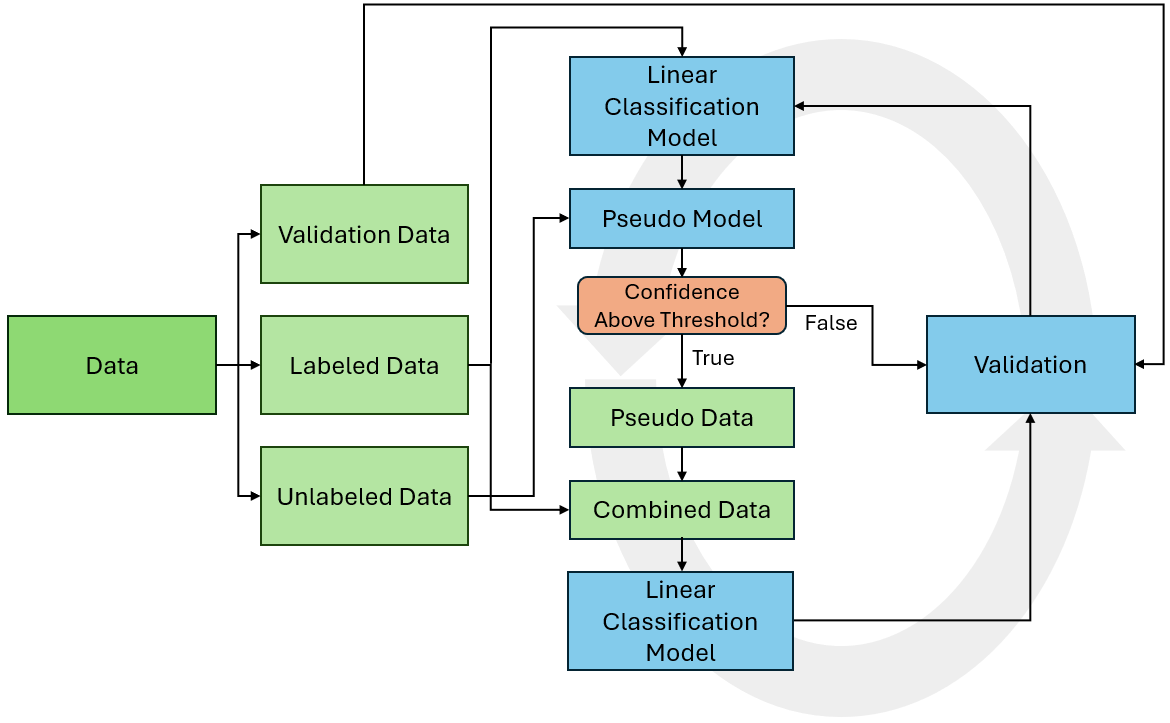 Linear
Classification
Model
Pseudo Model
Validation Data
Confidence
Above Threshold?
False
Data
Labeled Data
True
Validation
Pseudo Data
Unlabeled Data
Combined Data
Linear
Classification
Model